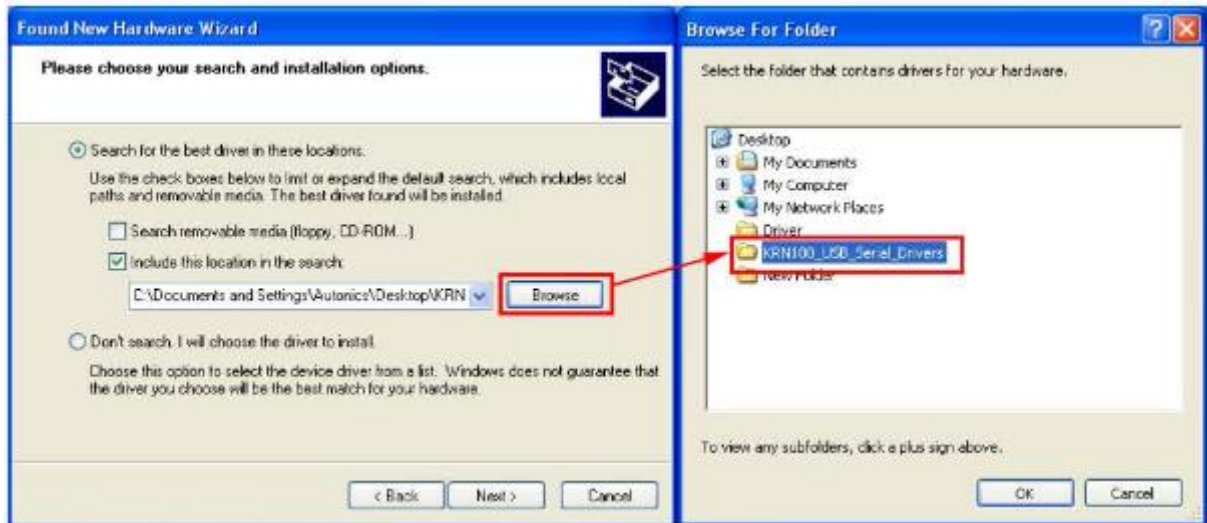 Found New Hardware Wizard
Please choose your search and installation options.
Search for the best driver in these locations.
Use the check boxes below to limit or expand the default search, which includes local
paths and removable media. The best driver found will be installed.
Search removable media (floppy, CD-ROM...)
Include this location in the search:
C:\Documents and Settings\Autonics\Desktop\KRN
Browse
Don't search. I will choose the driver to install.
Choose this option to select the device driver from a list. Windows does not guarantee that
the driver you choose will be the best match for your hardware.
< Back
Next >
Cancel
Browse For Folder
Select the folder that contains drivers for your hardware.
Desktop
My Documents
My Computer
My Network Places
Driver
KRN100_USB_Serial_Drivers
New Folder
To view any subfolders, click a plus sign above.
OK
Cancel